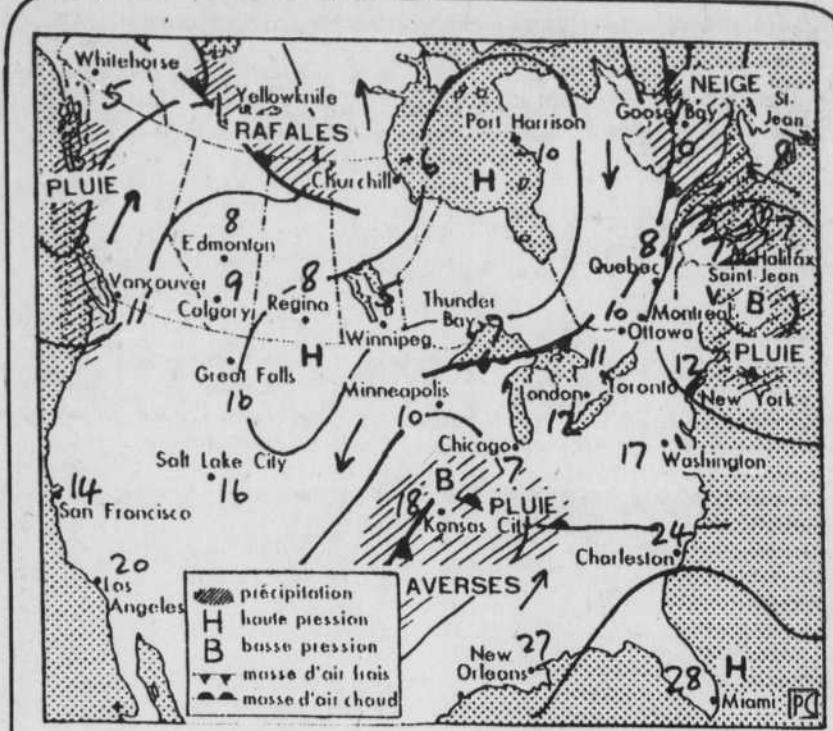 Whitehorse
5
NEIGE
Yellowknife
RAFALES
Port Harrison
10
Goose Bay
0
St. Jean
8
PLUIE
Churchill
-6
H
8
Edmonton
9
Calgary
8
Regina
Vancouver
11
Winnipeg
Thunder Bay
8
Quebec
7
Halifax
Saint Jean
B
PLUIE
10
Montreal
Ottawa
H
Great Falls
Minneapolis
10
11
London
12
Toronto
12
New York
Chicago
7
17
Washington
Salt Lake City
16
14
San Francisco
B
18
Kansas City
PLUIE
24
Charleston
20
Los Angeles
AVERSES
précipitation
H haute pression
B basse pression
masse d'air frais
masse d'air chaud
New Orleans
27
H
28
Miami
PC